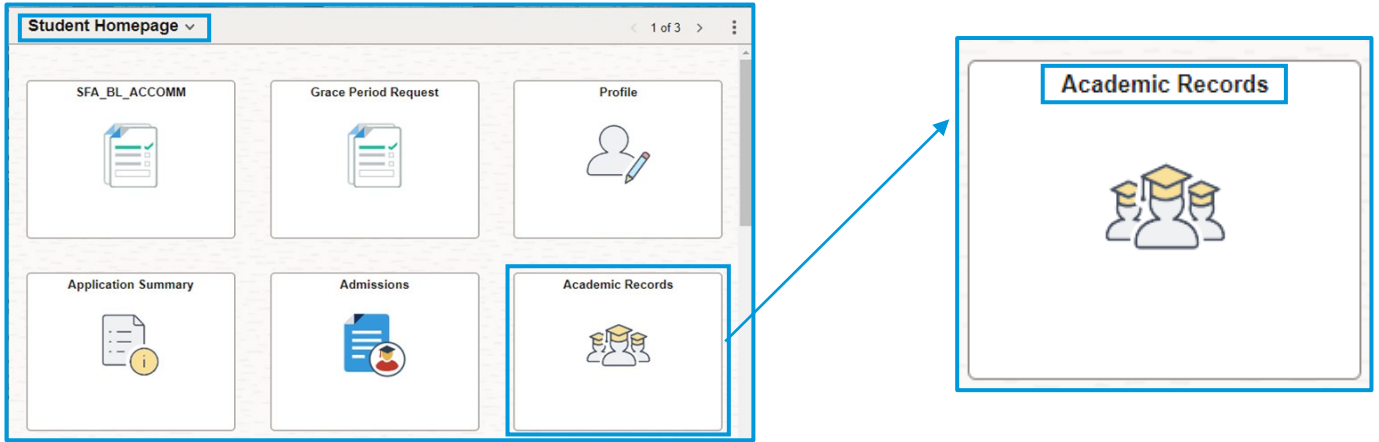 Student Homepage
1 of 3
SFA_BL_ACCOMM
Grace Period Request
Profile
Application Summary
Admissions
Academic Records
Academic Records